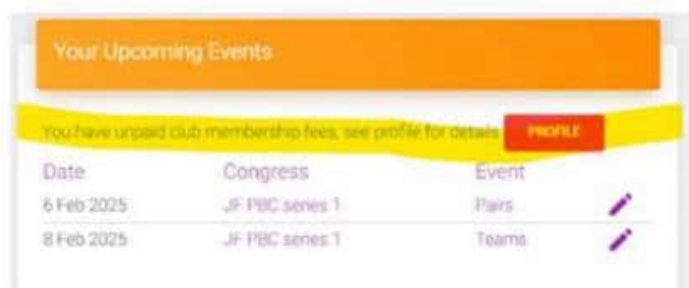 Your Upcoming Events
You have unpaid club membership fees, see profile for details PROFILE
Date Congress Event
6 Feb 2025 JF PBC series 1 Pairs
8 Feb 2025 JF PBC series 1 Teams